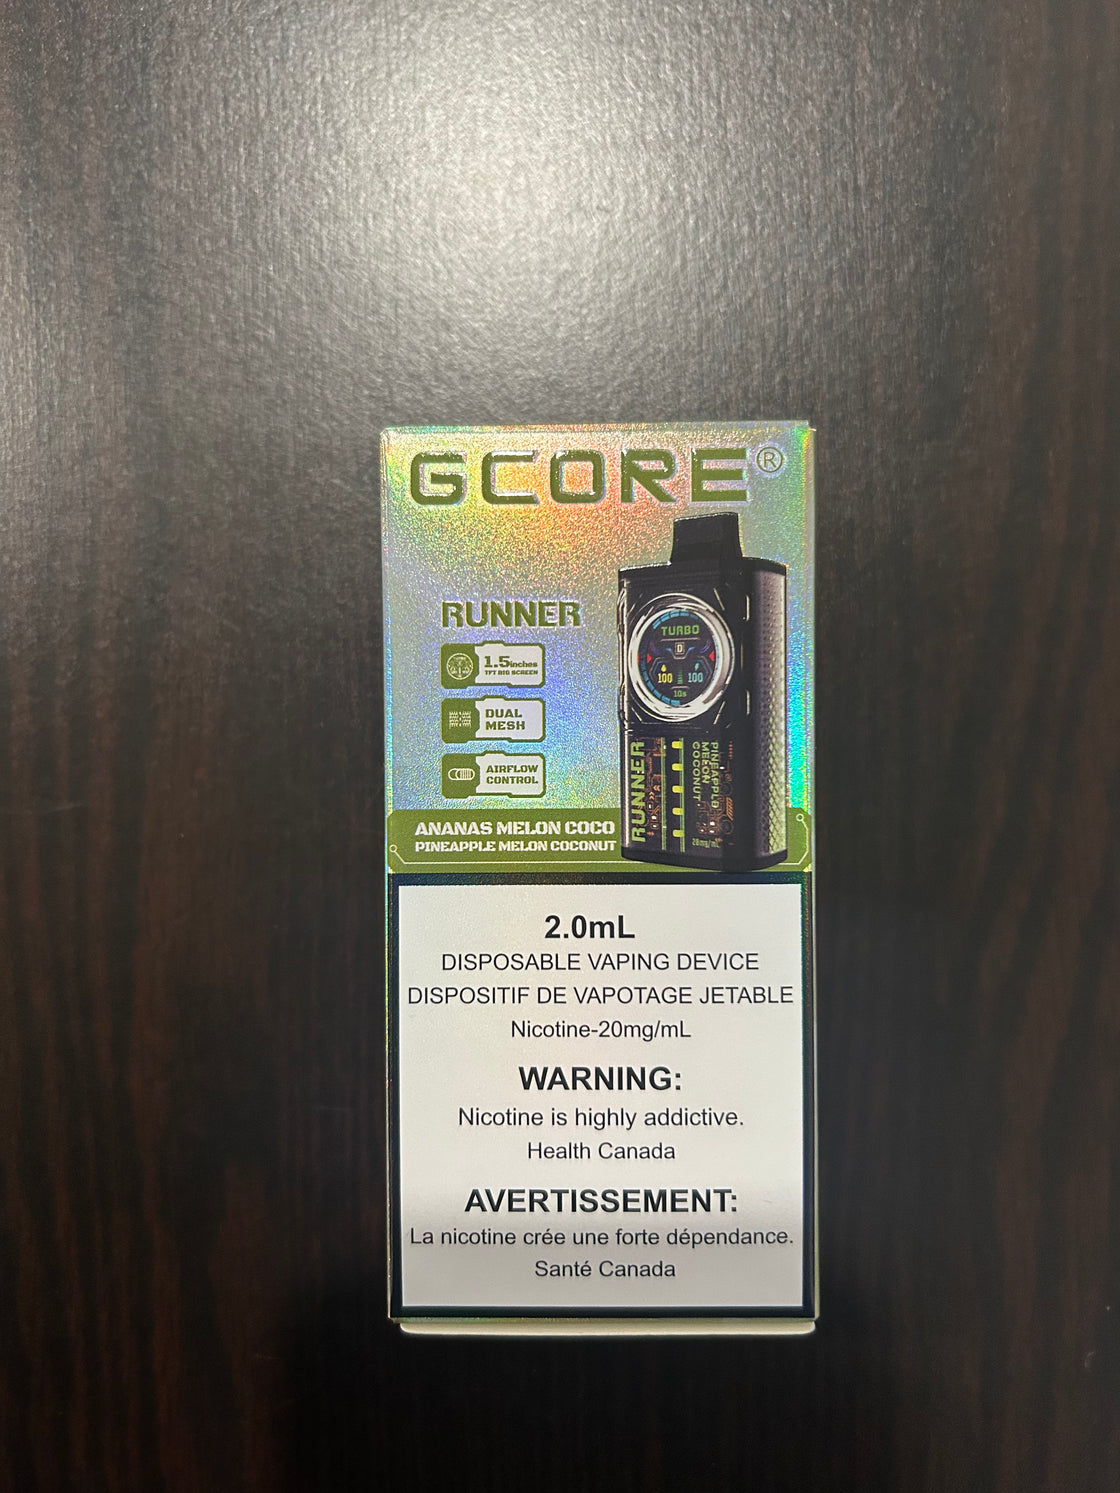 GCORE®
RUNNER
1.5inches
TFT BIG SCREEN
DUAL
MESH
AIRFLOW
CONTROL
TURBO
100 100
10s
RUNNER
PINEAPPLE
MELON
COCONUT
20mg/mL
ANANAS MELON COCO
PINEAPPLE MELON COCONUT
2.0mL
DISPOSABLE VAPING DEVICE
DISPOSITIF DE VAPOTAGE JETABLE
Nicotine-20mg/mL
WARNING:
Nicotine is highly addictive.
Health Canada
AVERTISSEMENT:
La nicotine crée une forte dépendance.
Santé Canada